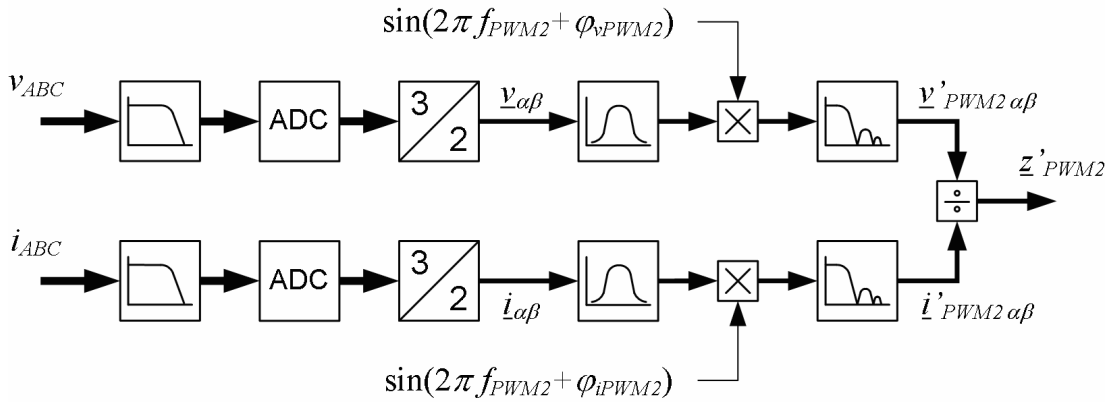 sin(2π f_PWM2 + φ_vPWM2)
v_ABC
ADC
3
2
v_αβ
v'_PWM2 αβ
z'_PWM2
i_ABC
ADC
3
2
i_αβ
i'_PWM2 αβ
sin(2π f_PWM2 + φ_iPWM2)